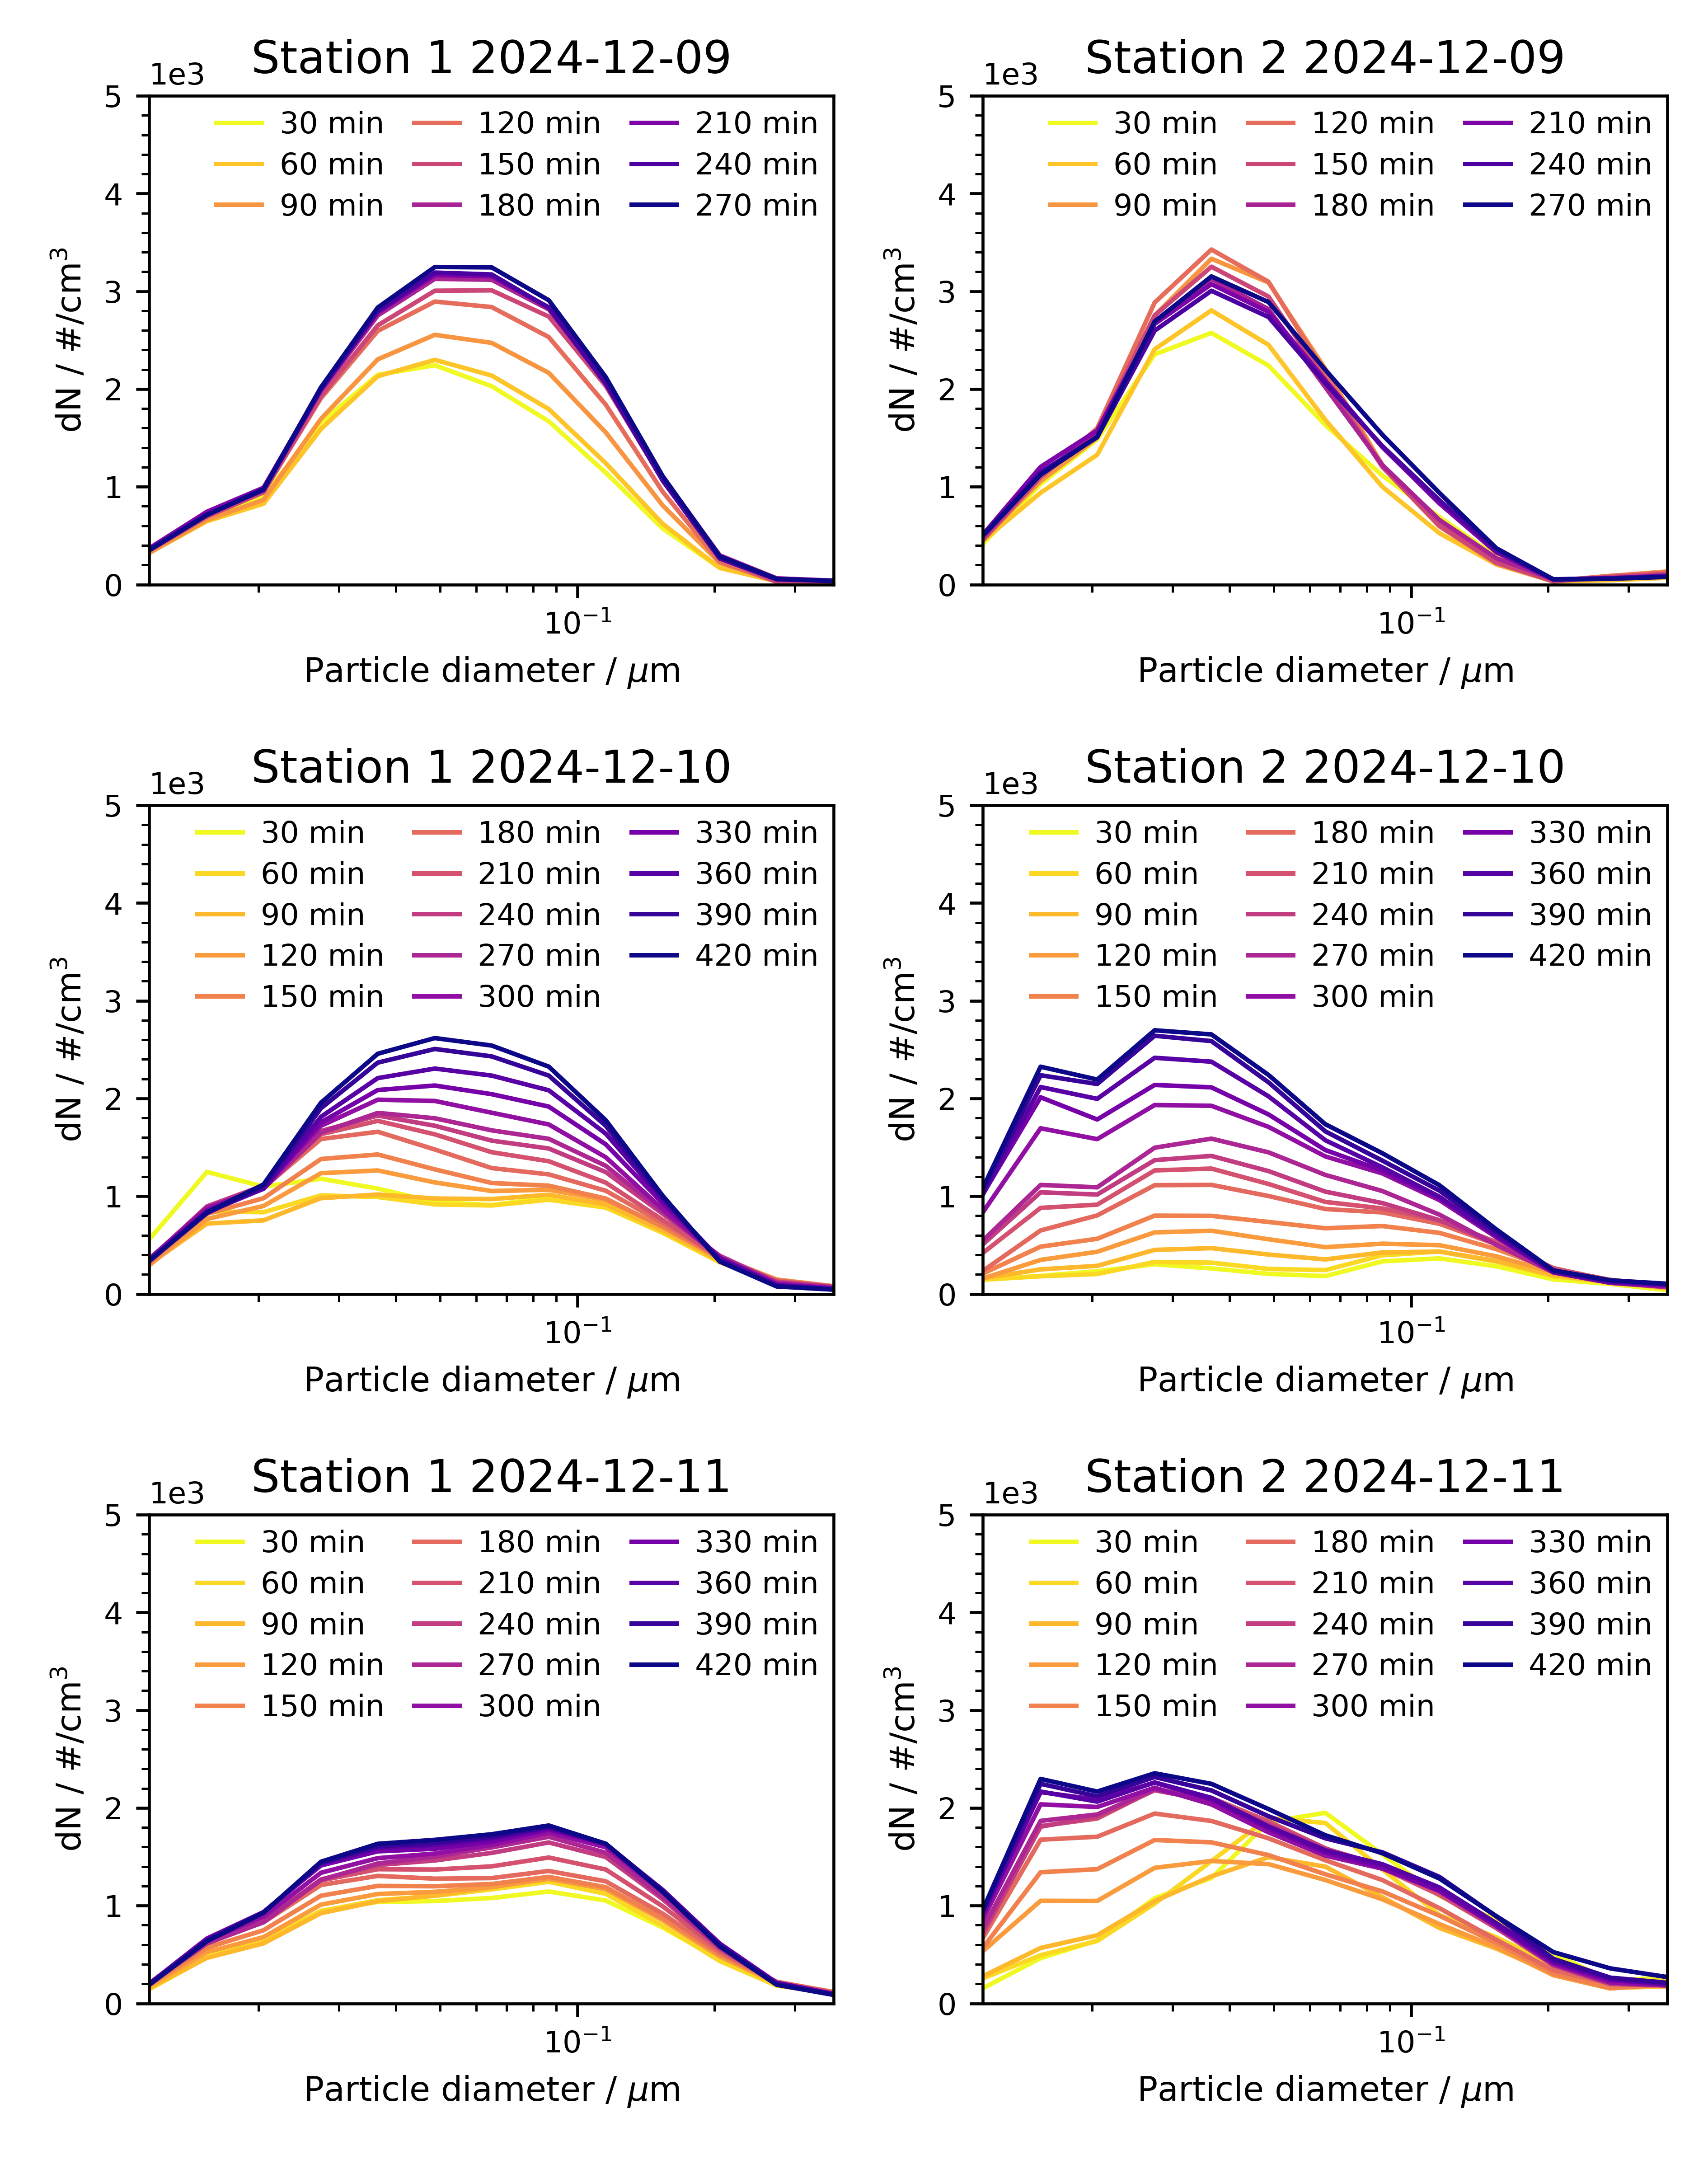 Station 1 2024-12-09
1e3
5
4
3
2
1
0
dN / #/cm³
30 min 120 min 210 min
60 min 150 min 240 min
90 min 180 min 270 min
10⁻¹
Particle diameter / μm
Station 2 2024-12-09
1e3
5
4
3
2
1
0
dN / #/cm³
30 min 120 min 210 min
60 min 150 min 240 min
90 min 180 min 270 min
10⁻¹
Particle diameter / μm
Station 1 2024-12-10
1e3
5
4
3
2
1
0
dN / #/cm³
30 min 180 min 330 min
60 min 210 min 360 min
90 min 240 min 390 min
120 min 270 min 420 min
150 min 300 min
10⁻¹
Particle diameter / μm
Station 2 2024-12-10
1e3
5
4
3
2
1
0
dN / #/cm³
30 min 180 min 330 min
60 min 210 min 360 min
90 min 240 min 390 min
120 min 270 min 420 min
150 min 300 min
10⁻¹
Particle diameter / μm
Station 1 2024-12-11
1e3
5
4
3
2
1
0
dN / #/cm³
30 min 180 min 330 min
60 min 210 min 360 min
90 min 240 min 390 min
120 min 270 min 420 min
150 min 300 min
10⁻¹
Particle diameter / μm
Station 2 2024-12-11
1e3
5
4
3
2
1
0
dN / #/cm³
30 min 180 min 330 min
60 min 210 min 360 min
90 min 240 min 390 min
120 min 270 min 420 min
150 min 300 min
10⁻¹
Particle diameter / μm